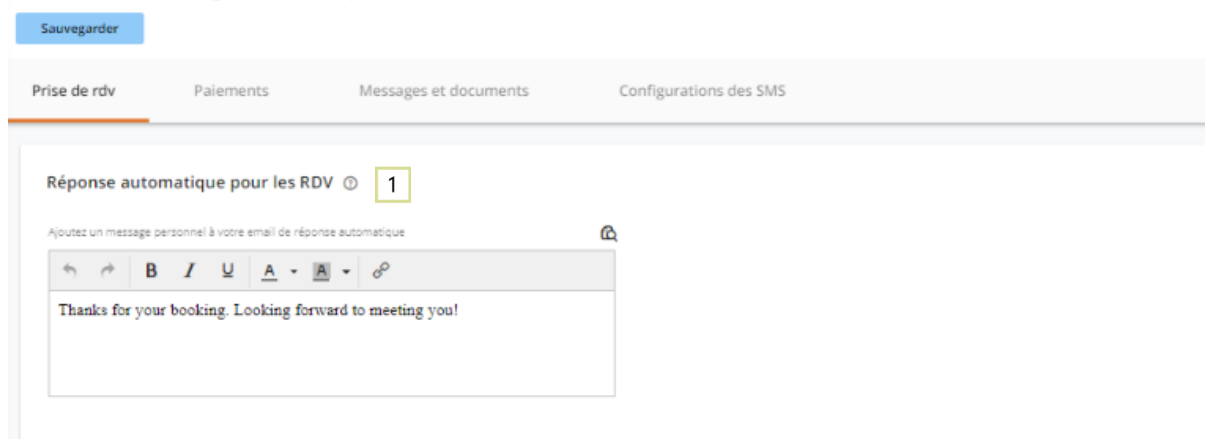 Sauvegarder
Prise de rdv Paiements Messages et documents Configurations des SMS
Réponse automatique pour les RDV ? 1
Ajoutez un message personnel à votre email de réponse automatique
B I U A A
Thanks for your booking. Looking forward to meeting you!